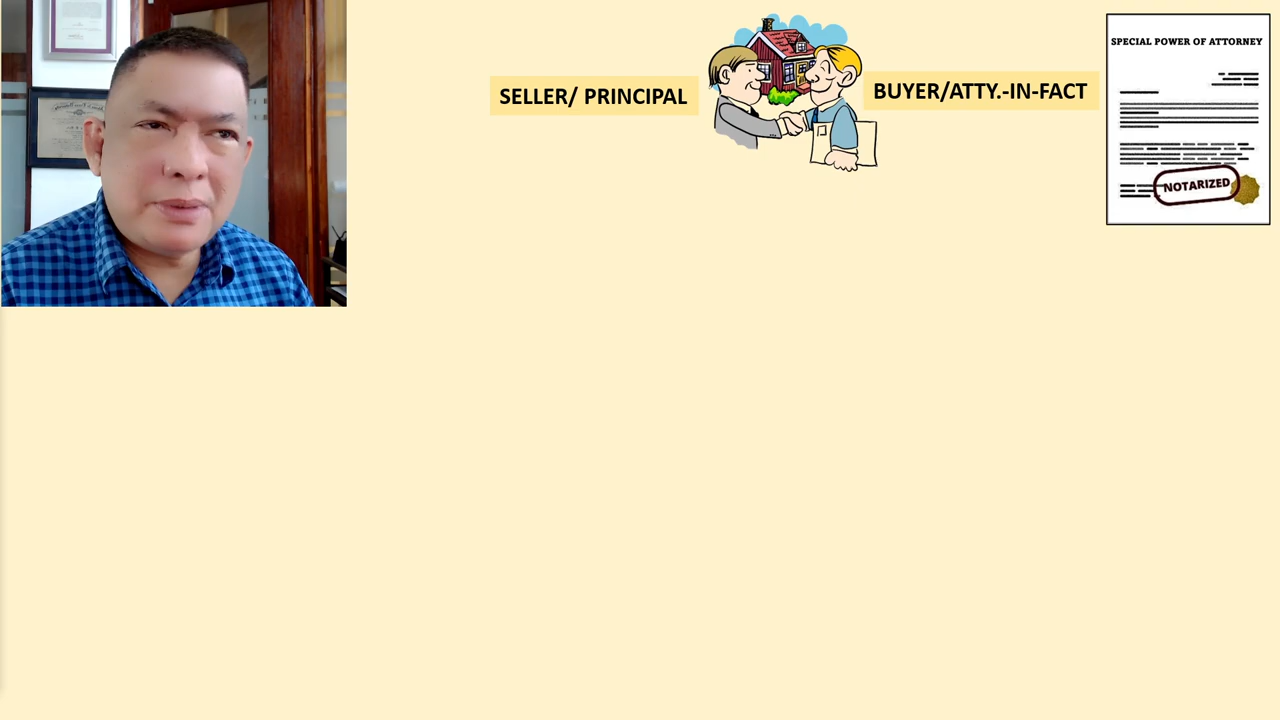 SELLER/ PRINCIPAL
BUYER/ATTY.-IN-FACT
SPECIAL POWER OF ATTORNEY
NOTARIZED